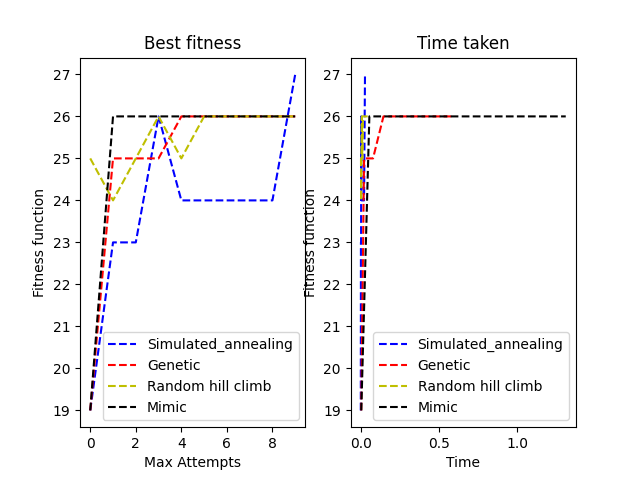 Best fitness
27
26
25
24
23
22
21
20
19
Fitness function
0 2 4 6 8
Max Attempts
Simulated_annealing
Genetic
Random hill climb
Mimic
Time taken
27
26
25
24
23
22
21
20
19
Fitness function
0.0 0.5 1.0
Time
Simulated_annealing
Genetic
Random hill climb
Mimic